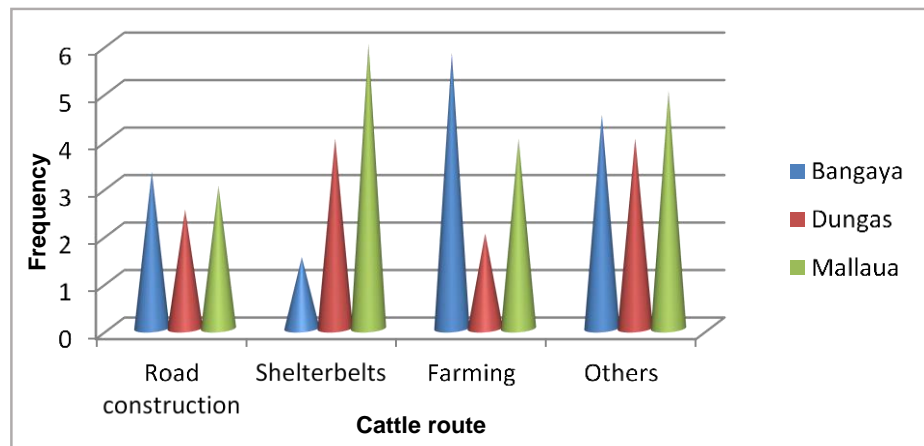 Frequency
6
5
4
3
2
1
0
Road
construction
Shelterbelts
Farming
Others
Cattle route
Bangaya
Dungas
Mallaua